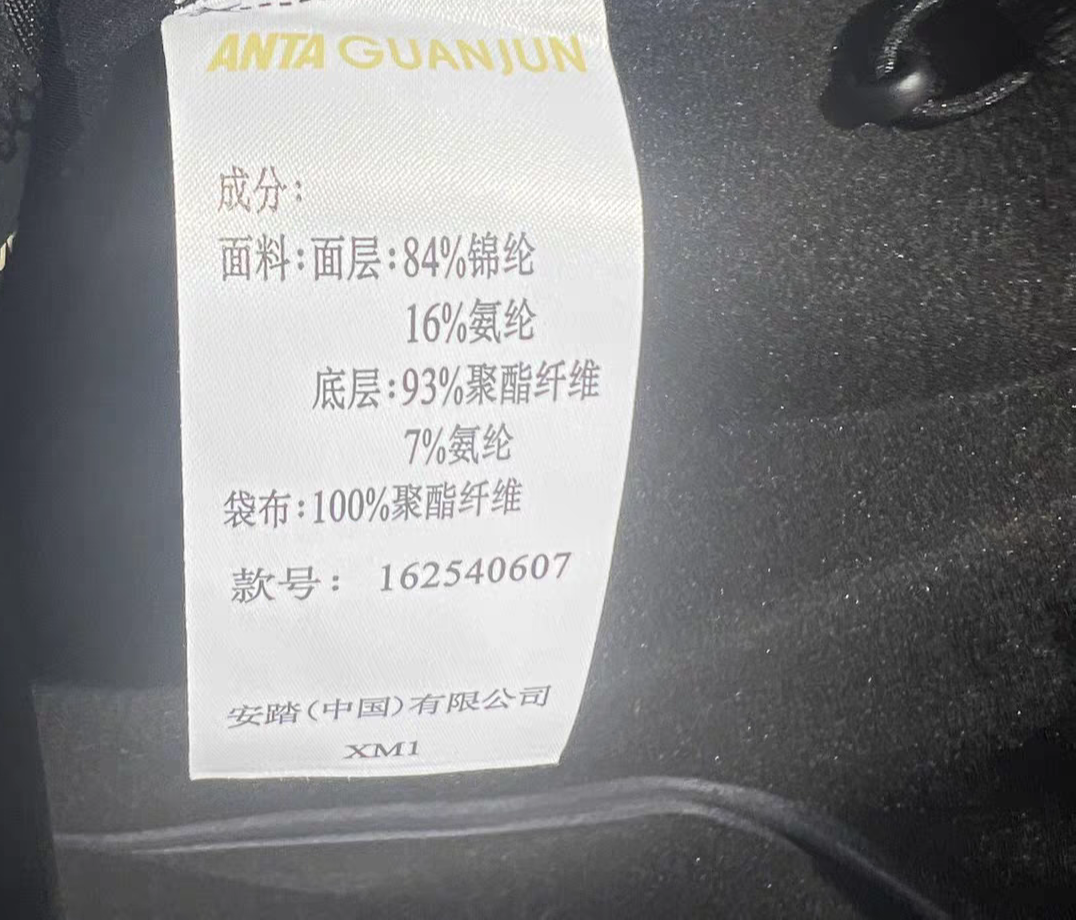 ANTA GUANJUN
成分:
面料:面层:84%锦纶
16%氨纶
底层:93%聚酯纤维
7%氨纶
袋布:100%聚酯纤维
款号: 162540607
安踏(中国)有限公司
XM1